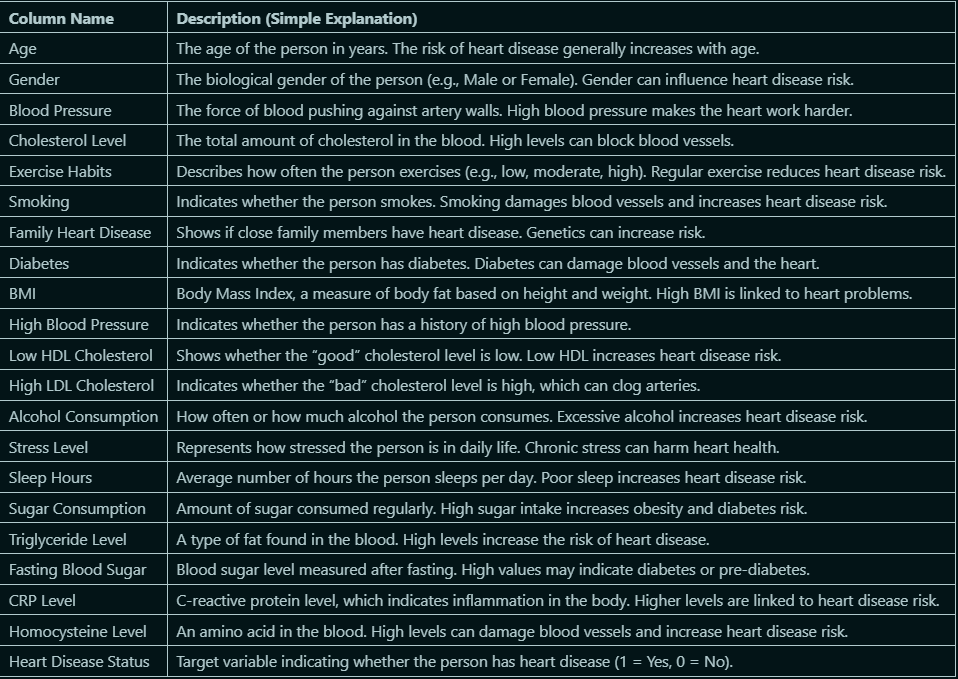 Column Name Description (Simple Explanation)
Age The age of the person in years. The risk of heart disease generally increases with age.
Gender The biological gender of the person (e.g., Male or Female). Gender can influence heart disease risk.
Blood Pressure The force of blood pushing against artery walls. High blood pressure makes the heart work harder.
Cholesterol Level The total amount of cholesterol in the blood. High levels can block blood vessels.
Exercise Habits Describes how often the person exercises (e.g., low, moderate, high). Regular exercise reduces heart disease risk.
Smoking Indicates whether the person smokes. Smoking damages blood vessels and increases heart disease risk.
Family Heart Disease Shows if close family members have heart disease. Genetics can increase risk.
Diabetes Indicates whether the person has diabetes. Diabetes can damage blood vessels and the heart.
BMI Body Mass Index, a measure of body fat based on height and weight. High BMI is linked to heart problems.
High Blood Pressure Indicates whether the person has a history of high blood pressure.
Low HDL Cholesterol Shows whether the “good” cholesterol level is low. Low HDL increases heart disease risk.
High LDL Cholesterol Indicates whether the “bad” cholesterol level is high, which can clog arteries.
Alcohol Consumption How often or how much alcohol the person consumes. Excessive alcohol increases heart disease risk.
Stress Level Represents how stressed the person is in daily life. Chronic stress can harm heart health.
Sleep Hours Average number of hours the person sleeps per day. Poor sleep increases heart disease risk.
Sugar Consumption Amount of sugar consumed regularly. High sugar intake increases obesity and diabetes risk.
Triglyceride Level A type of fat found in the blood. High levels increase the risk of heart disease.
Fasting Blood Sugar Blood sugar level measured after fasting. High values may indicate diabetes or pre-diabetes.
CRP Level C-reactive protein level, which indicates inflammation in the body. Higher levels are linked to heart disease risk.
Homocysteine Level An amino acid in the blood. High levels can damage blood vessels and increase heart disease risk.
Heart Disease Status Target variable indicating whether the person has heart disease (1 = Yes, 0 = No).